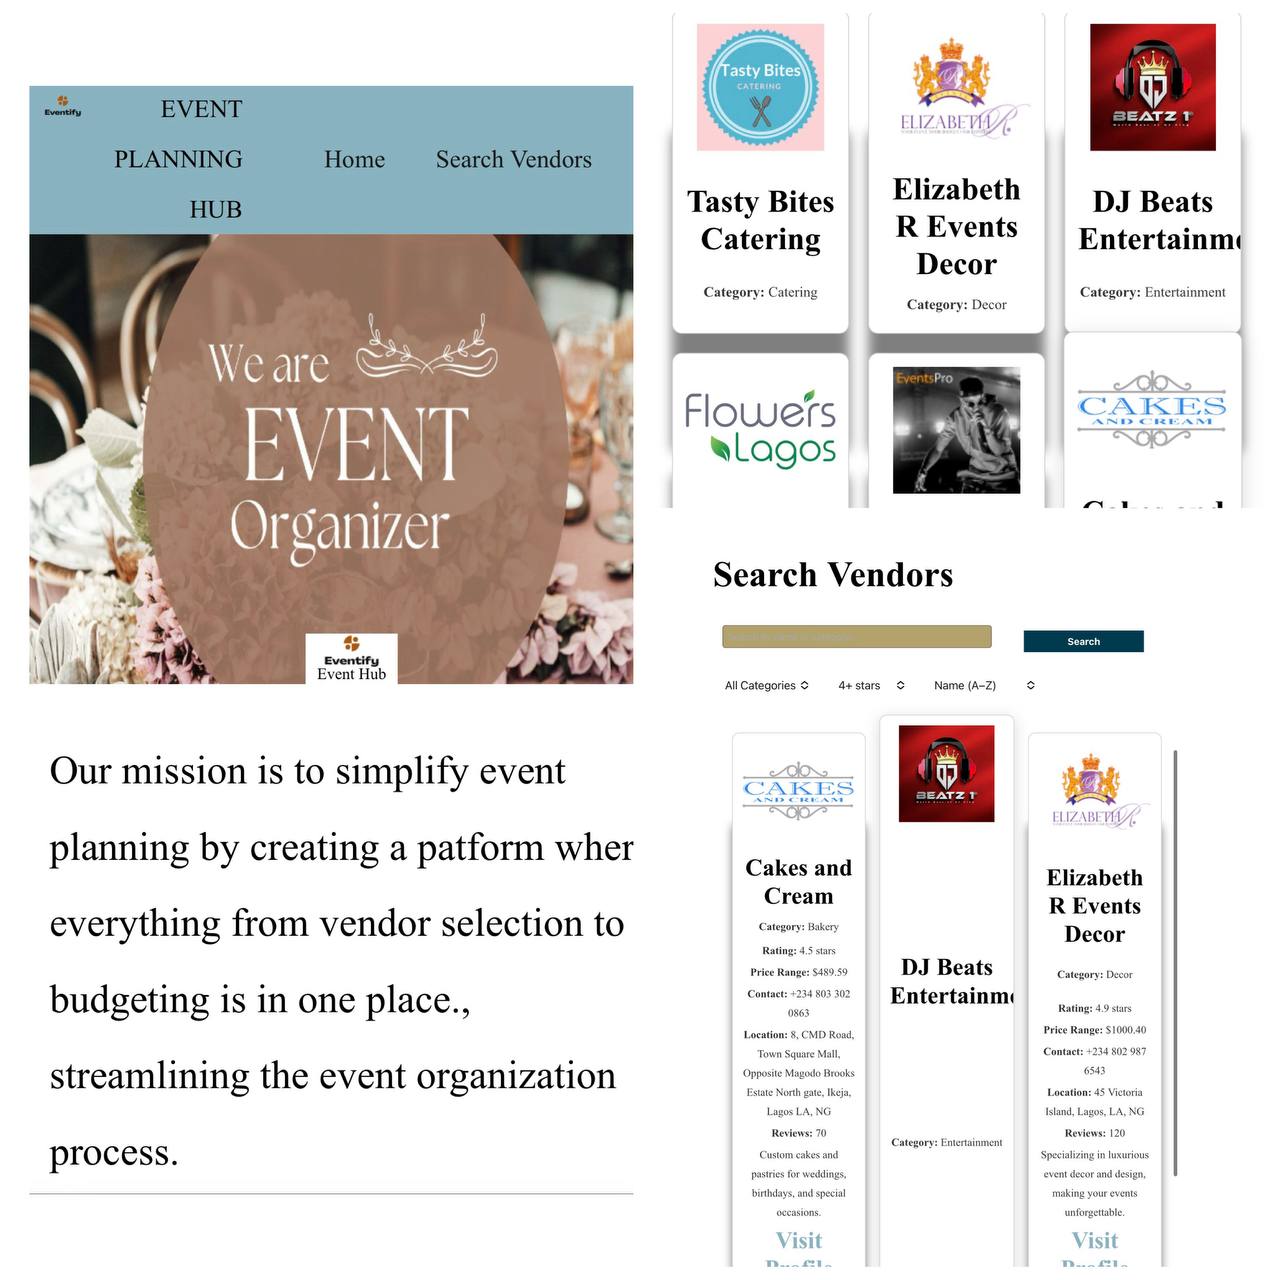 Eventify
EVENT
PLANNING
HUB
Home
Search Vendors
We are
EVENT
Organizer
Eventify
Event Hub
Our mission is to simplify event
planning by creating a patform wher
everything from vendor selection to
budgeting is in one place.,
streamlining the event organization
process.
Tasty Bites
CATERING
Tasty Bites
Catering
Category: Catering
ELIZABETH R.
Elizabeth
R Events
Decor
Category: Decor
DJ
BEATZ 1
DJ Beats
Entertainme
Category: Entertainment
Flowers
Lagos
EventsPro
CAKES
AND CREAM
Cakes and
Search Vendors
Search
All Categories
4+ stars
Name (A–Z)
CAKES
AND CREAM
Cakes and
Cream
Category: Bakery
Rating: 4.5 stars
Price Range: $489.59
Contact: +234 803 302
0863
Location: 8, CMD Road,
Town Square Mall,
Opposite Magodo Brooks
Estate North gate, Ikeja,
Lagos LA, NG
Reviews: 70
Custom cakes and
pastries for weddings,
birthdays, and special
occasions.
Visit
Profile
DJ
BEATZ 1
DJ Beats
Entertainme
Category: Entertainment
ELIZABETH R.
Elizabeth
R Events
Decor
Category: Decor
Rating: 4.9 stars
Price Range: $1000.40
Contact: +234 802 987
6543
Location: 45 Victoria
Island, Lagos, LA, NG
Reviews: 120
Specializing in luxurious
event decor and design,
making your events
unforgettable.
Visit
Profile